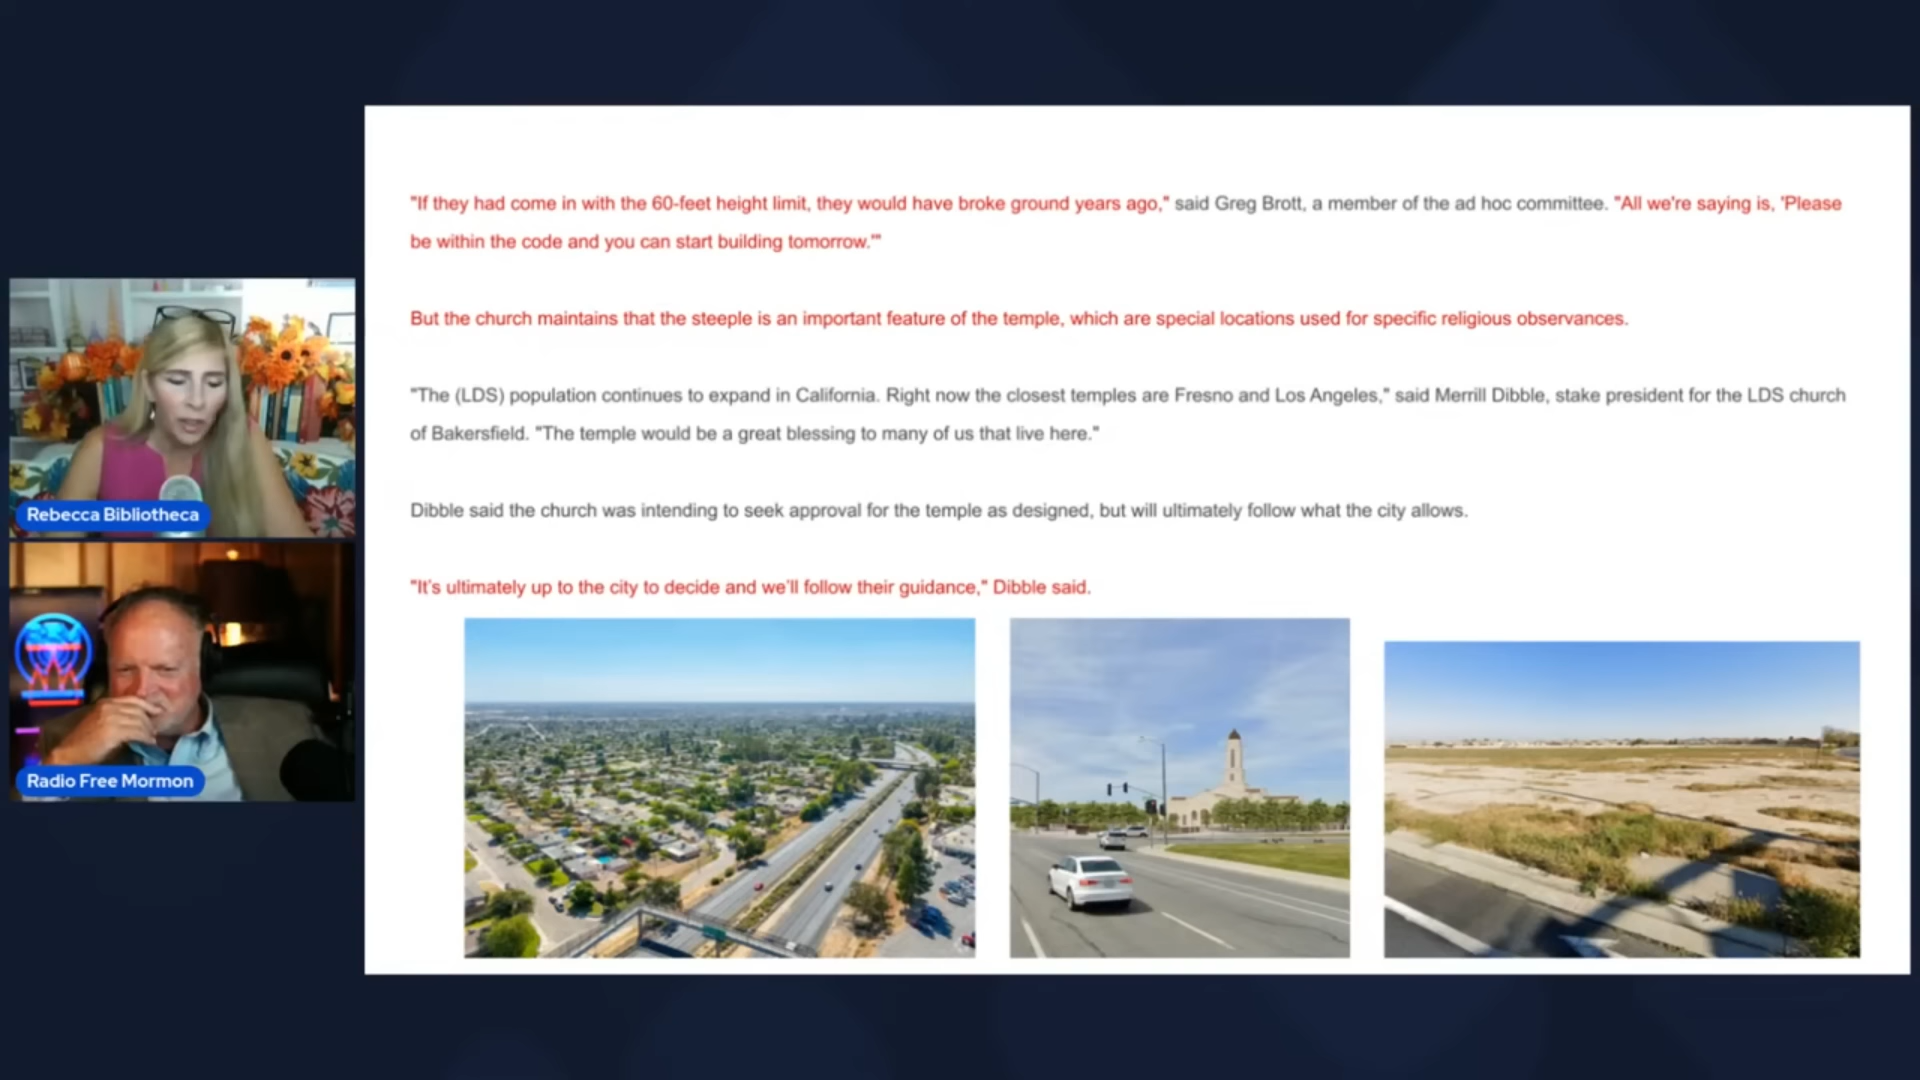 "If they had come in with the 60-feet height limit, they would have broke ground years ago," said Greg Brott, a member of the ad hoc committee. "All we're saying is, 'Please
be within the code and you can start building tomorrow.'"
But the church maintains that the steeple is an important feature of the temple, which are special locations used for specific religious observances.
"The (LDS) population continues to expand in California. Right now the closest temples are Fresno and Los Angeles," said Merrill Dibble, stake president for the LDS church
of Bakersfield. "The temple would be a great blessing to many of us that live here."
Dibble said the church was intending to seek approval for the temple as designed, but will ultimately follow what the city allows.
"It's ultimately up to the city to decide and we'll follow their guidance," Dibble said.
Rebecca Bibliotheca
Radio Free Mormon